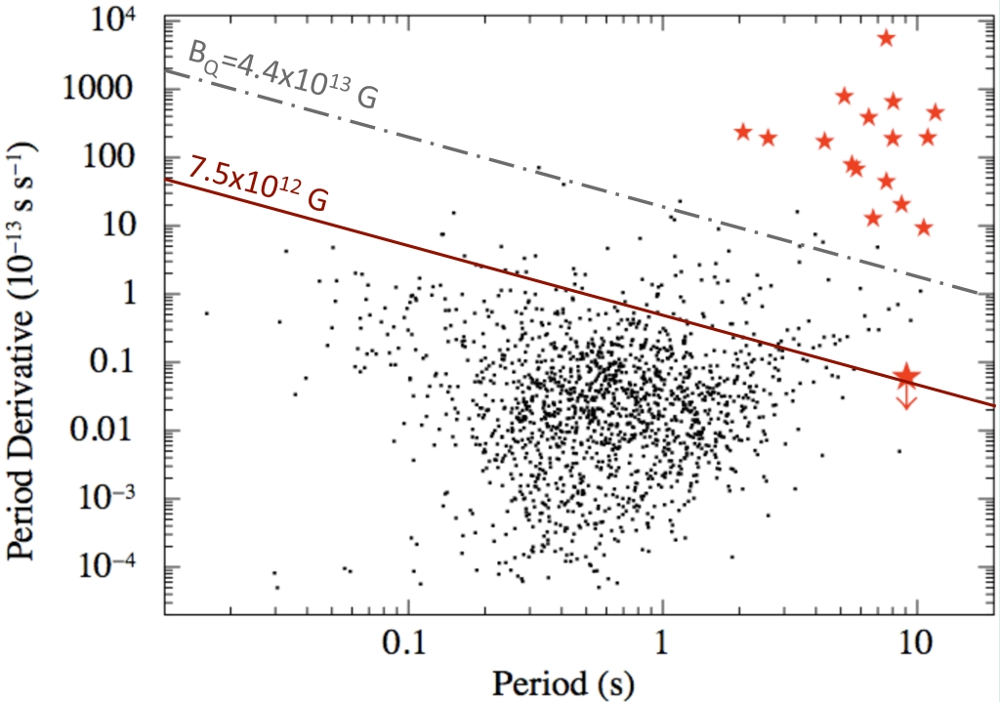 10⁴
1000
100
10
1
0.1
0.01
10⁻³
10⁻⁴
Period Derivative (10⁻¹³ s s⁻¹)
B_Q=4.4x10¹³ G
7.5x10¹² G
0.1 1 10
Period (s)